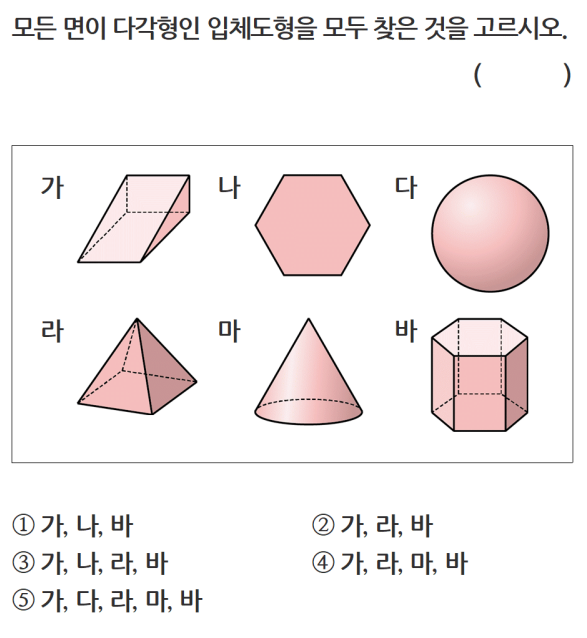 모든 면이 다각형인 입체도형을 모두 찾은 것을 고르시오.
( )
가 나 다
라 마 바
① 가, 나, 바 ② 가, 라, 바
③ 가, 나, 라, 바 ④ 가, 라, 마, 바
⑤ 가, 다, 라, 마, 바